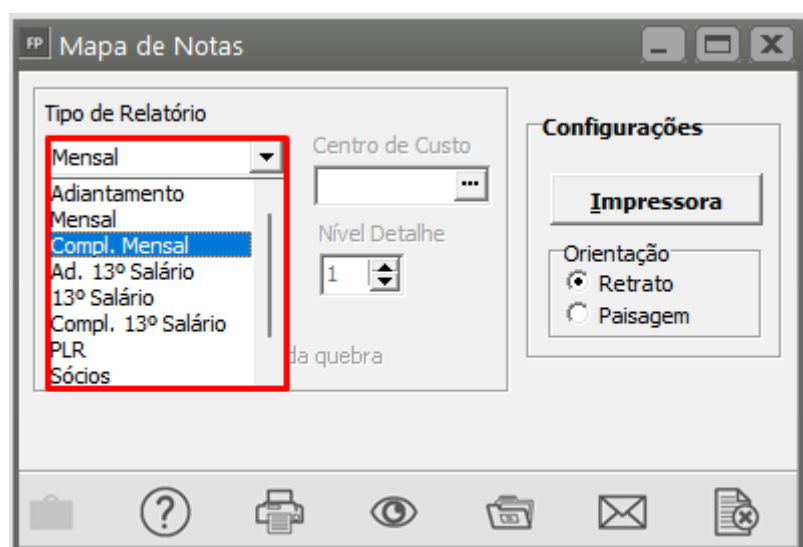 FP Mapa de Notas
Tipo de Relatório
Mensal
Adiantamento
Mensal
Compl. Mensal
Ad. 13º Salário
13º Salário
Compl. 13º Salário
PLR
Sócios
Centro de Custo
...
Nível Detalhe
1
da quebra
Configurações
Impressora
Orientação
Retrato
Paisagem